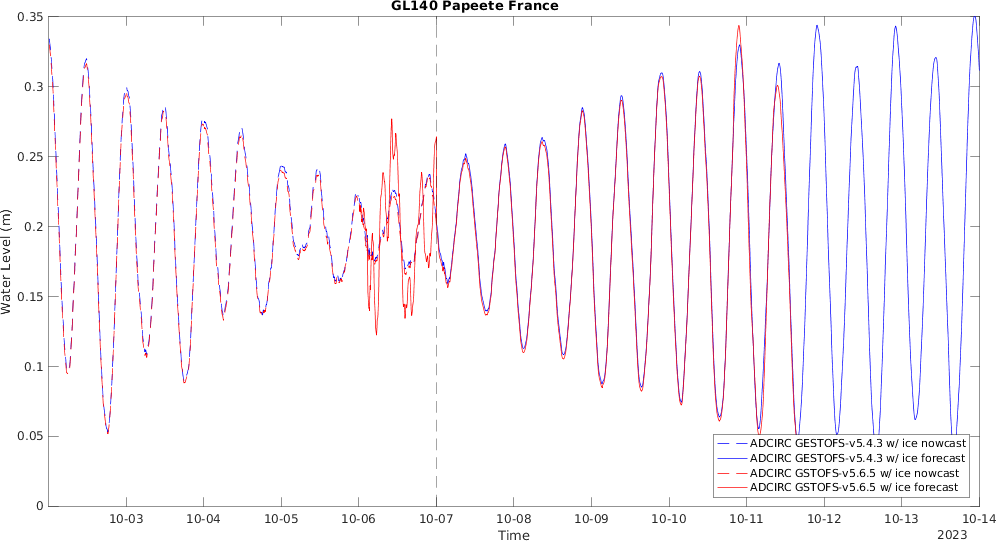 GL140 Papeete France
0.35
0.3
0.25
0.2
0.15
0.1
0.05
0
Water Level (m)
10-03 10-04 10-05 10-06 10-07 10-08 10-09 10-10 10-11 10-12 10-13 10-14
Time
2023
ADCIRC GESTOFS-v5.4.3 w/ ice nowcast
ADCIRC GESTOFS-v5.4.3 w/ ice forecast
ADCIRC GSTOFS-v5.6.5 w/ ice nowcast
ADCIRC GSTOFS-v5.6.5 w/ ice forecast